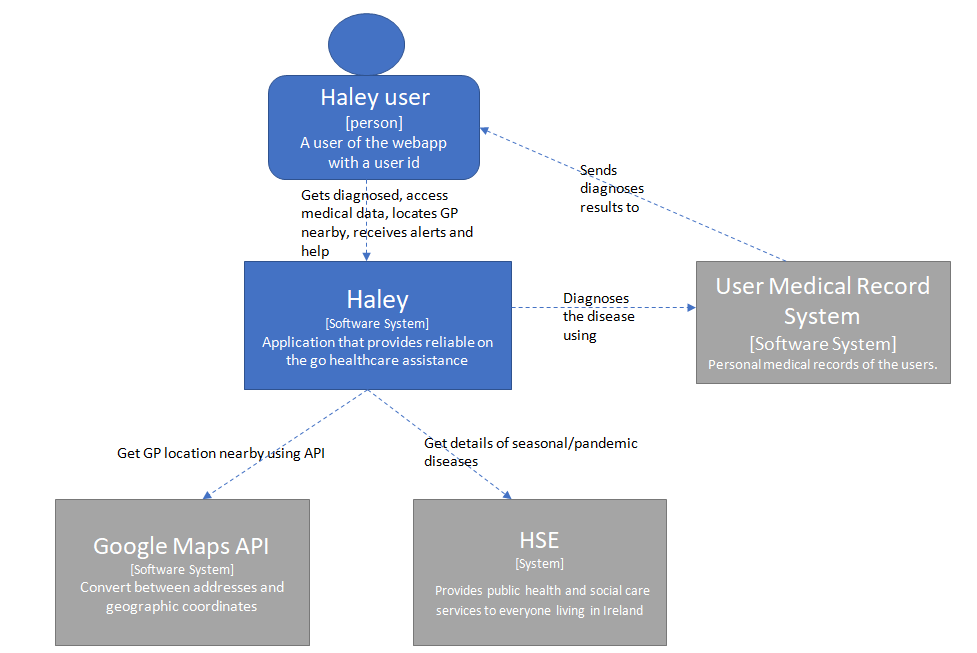 Haley user
[person]
A user of the webapp
with a user id
Sends
diagnoses
results to
Gets diagnosed, access
medical data, locates GP
nearby, receives alerts and
help
Haley
[Software System]
Application that provides reliable on
the go healthcare assistance
Diagnoses
the disease
using
User Medical Record
System
[Software System]
Personal medical records of the users.
Get GP location nearby using API
Get details of seasonal/pandemic
diseases
Google Maps API
[Software System]
Convert between addresses and
geographic coordinates
HSE
[System]
Provides public health and social care
services to everyone living in Ireland